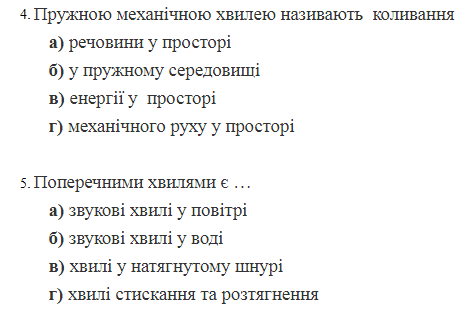 4. Пружною механічною хвилею називають коливання
а) речовини у просторі
б) у пружному середовищі
в) енергії у просторі
г) механічного руху у просторі
5. Поперечними хвилями є …
а) звукові хвилі у повітрі
б) звукові хвилі у воді
в) хвилі у натягнутому шнурі
г) хвилі стискання та розтягнення